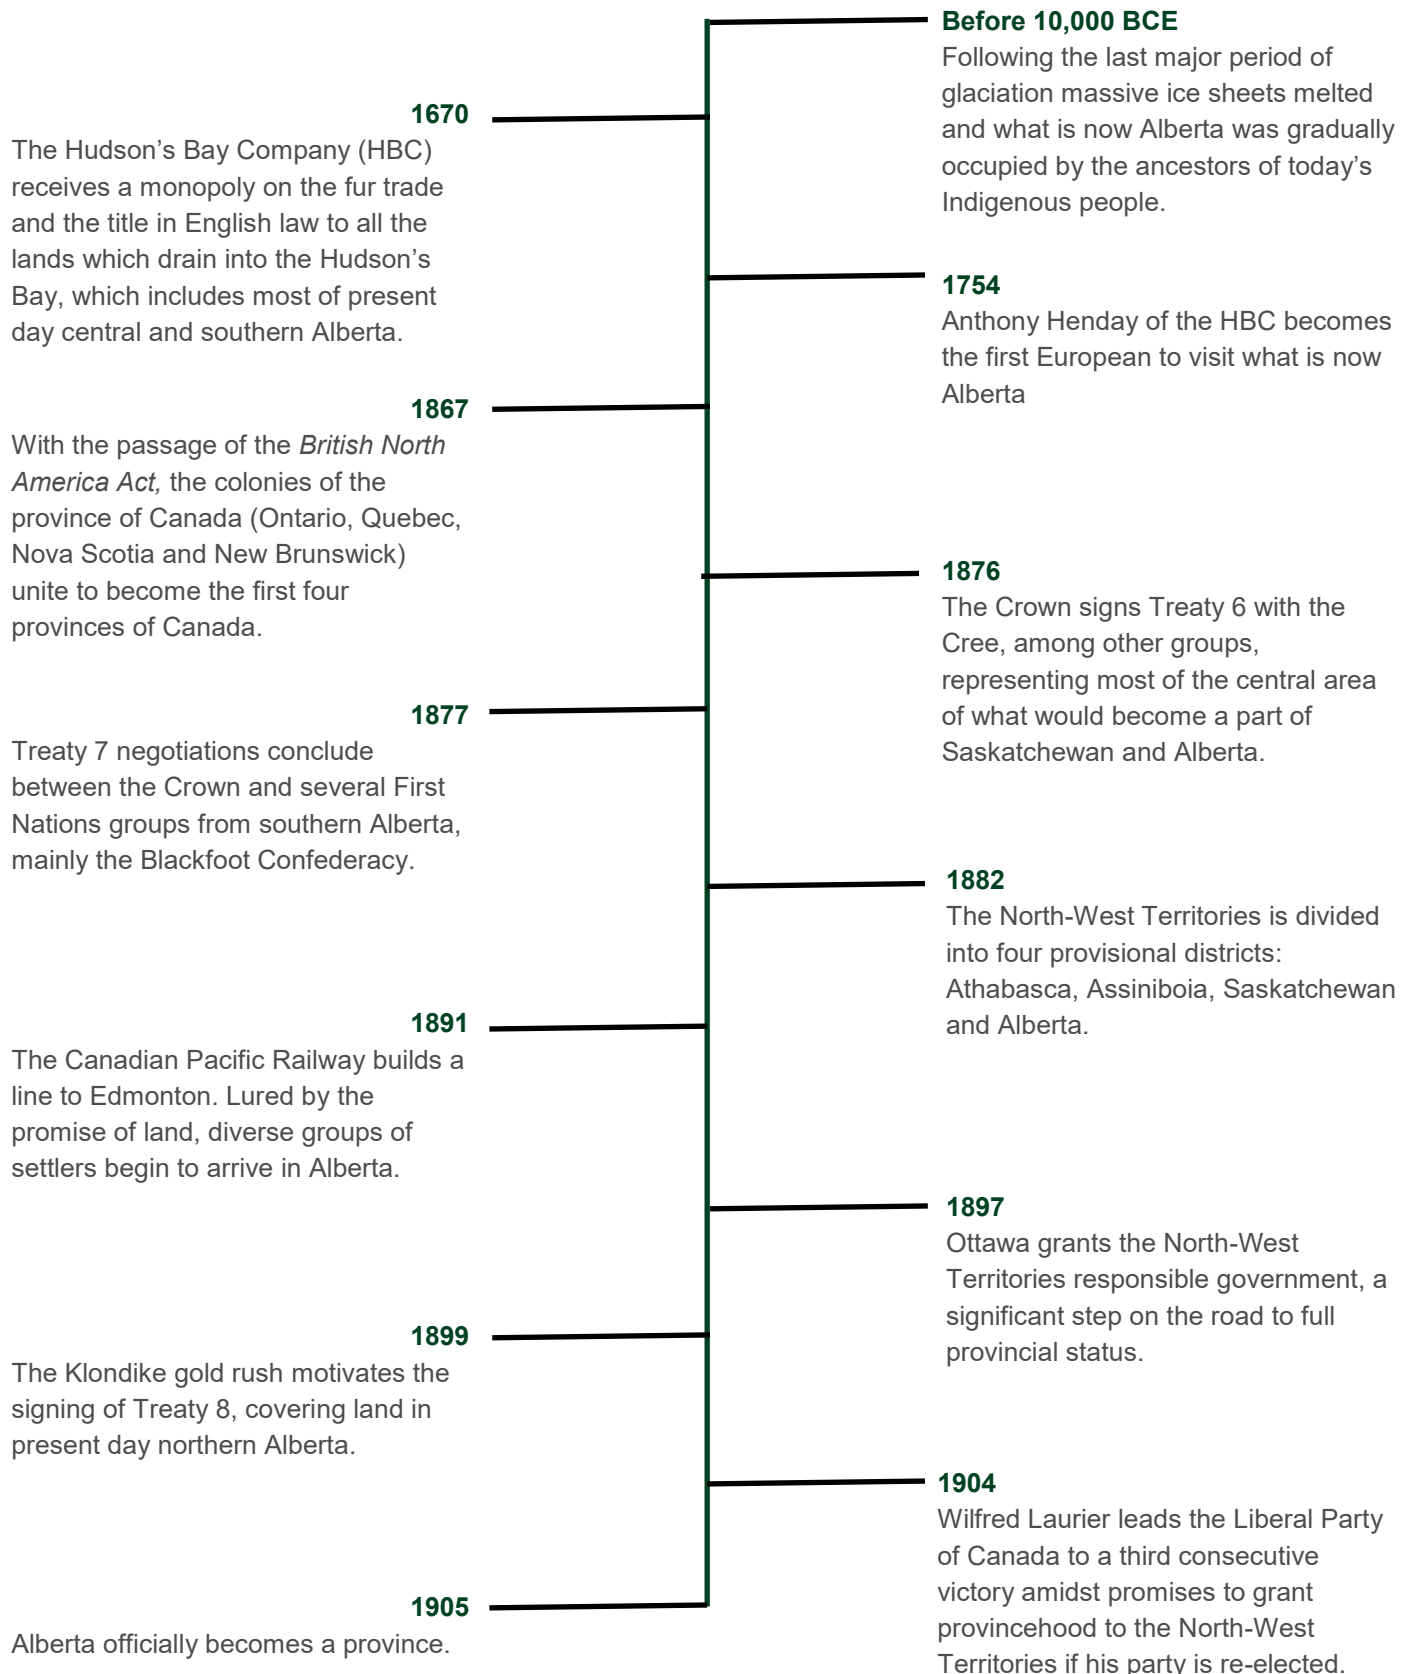 Before 10,000 BCE
Following the last major period of
glaciation massive ice sheets melted
and what is now Alberta was gradually
occupied by the ancestors of today’s
Indigenous people.
1670
The Hudson’s Bay Company (HBC)
receives a monopoly on the fur trade
and the title in English law to all the
lands which drain into the Hudson’s
Bay, which includes most of present
day central and southern Alberta.
1754
Anthony Henday of the HBC becomes
the first European to visit what is now
Alberta
1867
With the passage of the British North
America Act, the colonies of the
province of Canada (Ontario, Quebec,
Nova Scotia and New Brunswick)
unite to become the first four
provinces of Canada.
1876
The Crown signs Treaty 6 with the
Cree, among other groups,
representing most of the central area
of what would become a part of
Saskatchewan and Alberta.
1877
Treaty 7 negotiations conclude
between the Crown and several First
Nations groups from southern Alberta,
mainly the Blackfoot Confederacy.
1882
The North-West Territories is divided
into four provisional districts:
Athabasca, Assiniboia, Saskatchewan
and Alberta.
1891
The Canadian Pacific Railway builds a
line to Edmonton. Lured by the
promise of land, diverse groups of
settlers begin to arrive in Alberta.
1897
Ottawa grants the North-West
Territories responsible government, a
significant step on the road to full
provincial status.
1899
The Klondike gold rush motivates the
signing of Treaty 8, covering land in
present day northern Alberta.
1904
Wilfred Laurier leads the Liberal Party
of Canada to a third consecutive
victory amidst promises to grant
provincehood to the North-West
Territories if his party is re-elected.
1905
Alberta officially becomes a province.